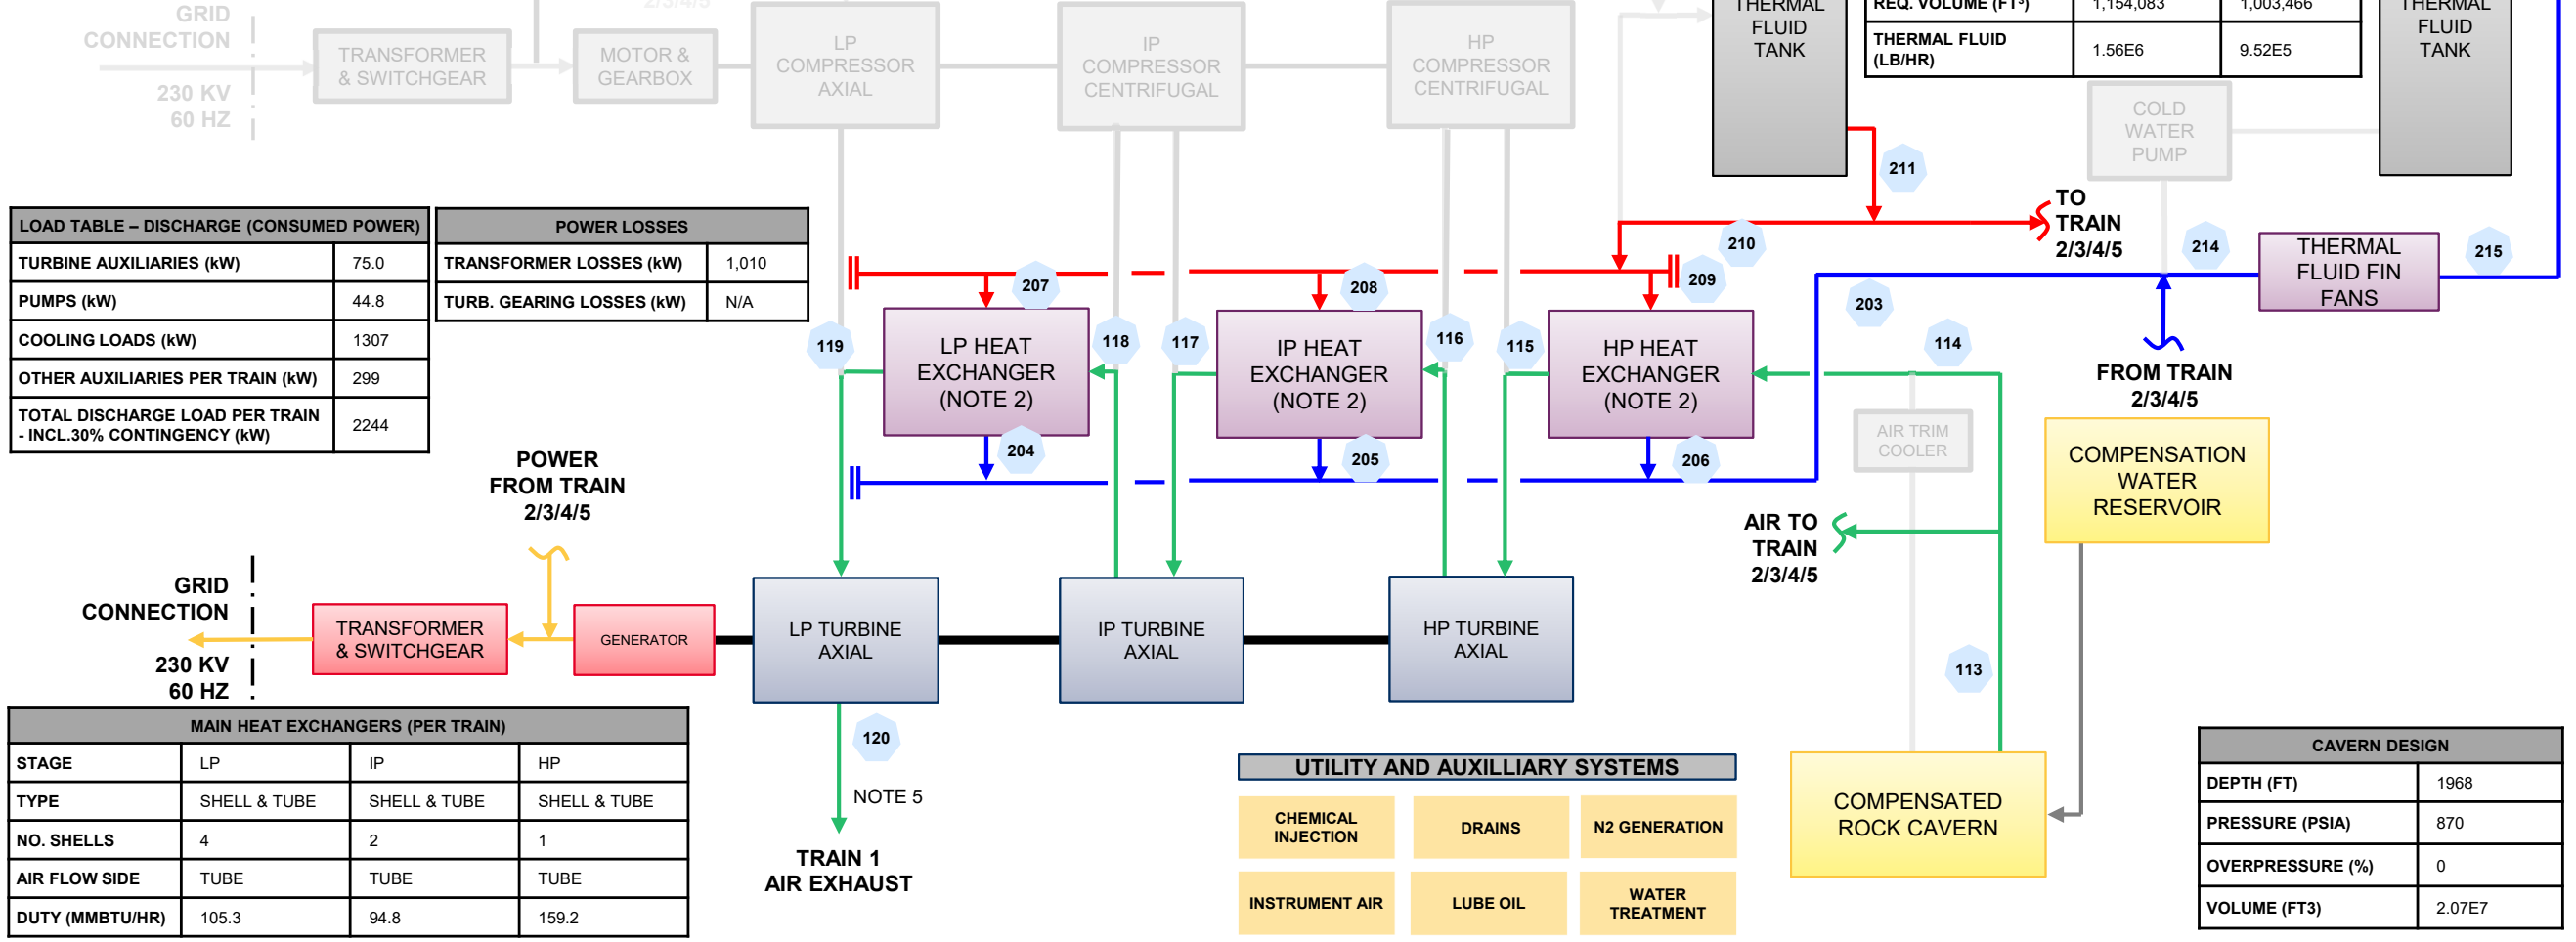 2/3/4/5
GRID
CONNECTION
230 KV
60 HZ
TRANSFORMER
& SWITCHGEAR
MOTOR &
GEARBOX
LP
COMPRESSOR
AXIAL
IP
COMPRESSOR
CENTRIFUGAL
HP
COMPRESSOR
CENTRIFUGAL
THERMAL
FLUID
TANK
REQ. VOLUME (FT³) 1,154,083 1,003,466
THERMAL FLUID
(LB/HR) 1.56E6 9.52E5
THERMAL
FLUID
TANK
COLD
WATER
PUMP
211
TO
TRAIN
2/3/4/5
210
214
215
THERMAL
FLUID FIN
FANS
LOAD TABLE – DISCHARGE (CONSUMED POWER)
TURBINE AUXILIARIES (kW) 75.0
PUMPS (kW) 44.8
COOLING LOADS (kW) 1307
OTHER AUXILIARIES PER TRAIN (kW) 299
TOTAL DISCHARGE LOAD PER TRAIN
- INCL.30% CONTINGENCY (kW) 2244
POWER LOSSES
TRANSFORMER LOSSES (kW) 1,010
TURB. GEARING LOSSES (kW) N/A
207
208
209
203
119
LP HEAT
EXCHANGER
(NOTE 2)
118
117
IP HEAT
EXCHANGER
(NOTE 2)
116
115
HP HEAT
EXCHANGER
(NOTE 2)
114
FROM TRAIN
2/3/4/5
AIR TRIM
COOLER
204
205
206
COMPENSATION
WATER
RESERVOIR
POWER
FROM TRAIN
2/3/4/5
AIR TO
TRAIN
2/3/4/5
GRID
CONNECTION
230 KV
60 HZ
TRANSFORMER
& SWITCHGEAR
GENERATOR
LP TURBINE
AXIAL
IP TURBINE
AXIAL
HP TURBINE
AXIAL
113
120
NOTE 5
TRAIN 1
AIR EXHAUST
MAIN HEAT EXCHANGERS (PER TRAIN)
STAGE LP IP HP
TYPE SHELL & TUBE SHELL & TUBE SHELL & TUBE
NO. SHELLS 4 2 1
AIR FLOW SIDE TUBE TUBE TUBE
DUTY (MMBTU/HR) 105.3 94.8 159.2
UTILITY AND AUXILLIARY SYSTEMS
CHEMICAL
INJECTION
DRAINS
N2 GENERATION
INSTRUMENT AIR
LUBE OIL
WATER
TREATMENT
COMPENSATED
ROCK CAVERN
CAVERN DESIGN
DEPTH (FT) 1968
PRESSURE (PSIA) 870
OVERPRESSURE (%) 0
VOLUME (FT3) 2.07E7